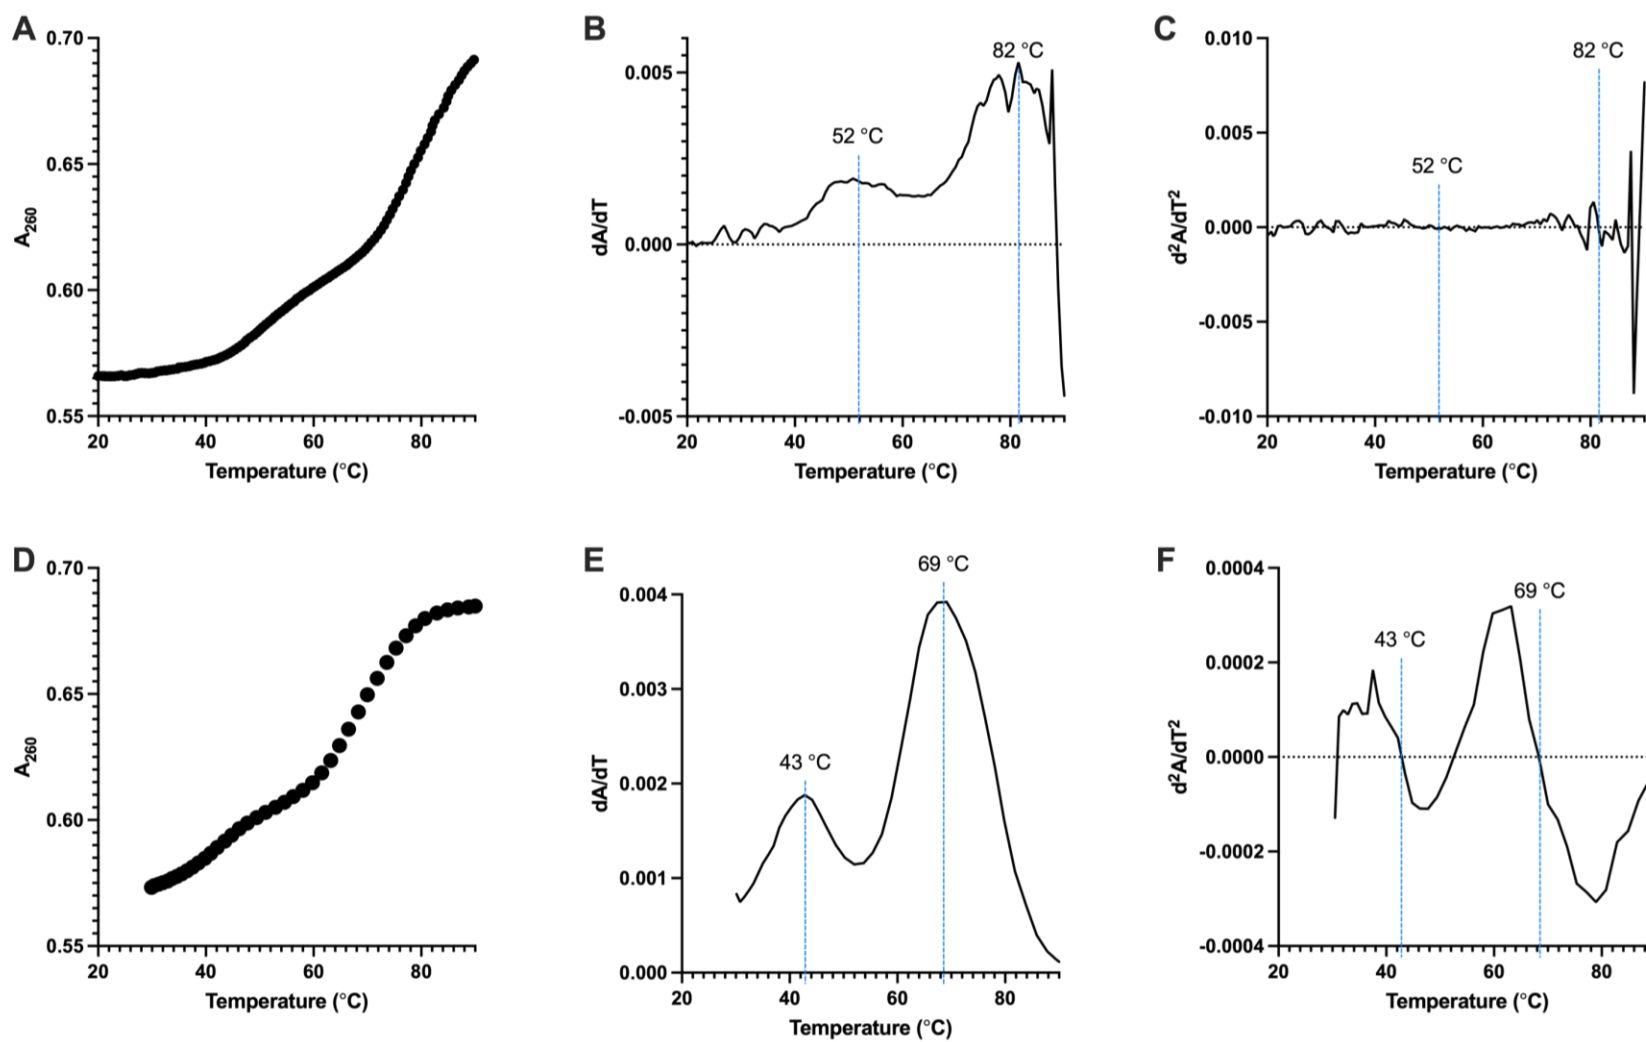 A
0.70
0.65
0.60
0.55
A260
20 40 60 80
Temperature (°C)
B
82 °C
52 °C
0.005
0.000
-0.005
dA/dT
20 40 60 80
Temperature (°C)
C
82 °C
52 °C
0.010
0.005
0.000
-0.005
-0.010
d²A/dT²
20 40 60 80
Temperature (°C)
D
0.70
0.65
0.60
0.55
A260
20 40 60 80
Temperature (°C)
E
69 °C
43 °C
0.004
0.003
0.002
0.001
0.000
dA/dT
20 40 60 80
Temperature (°C)
F
69 °C
43 °C
0.0004
0.0002
0.0000
-0.0002
-0.0004
d²A/dT²
20 40 60 80
Temperature (°C)